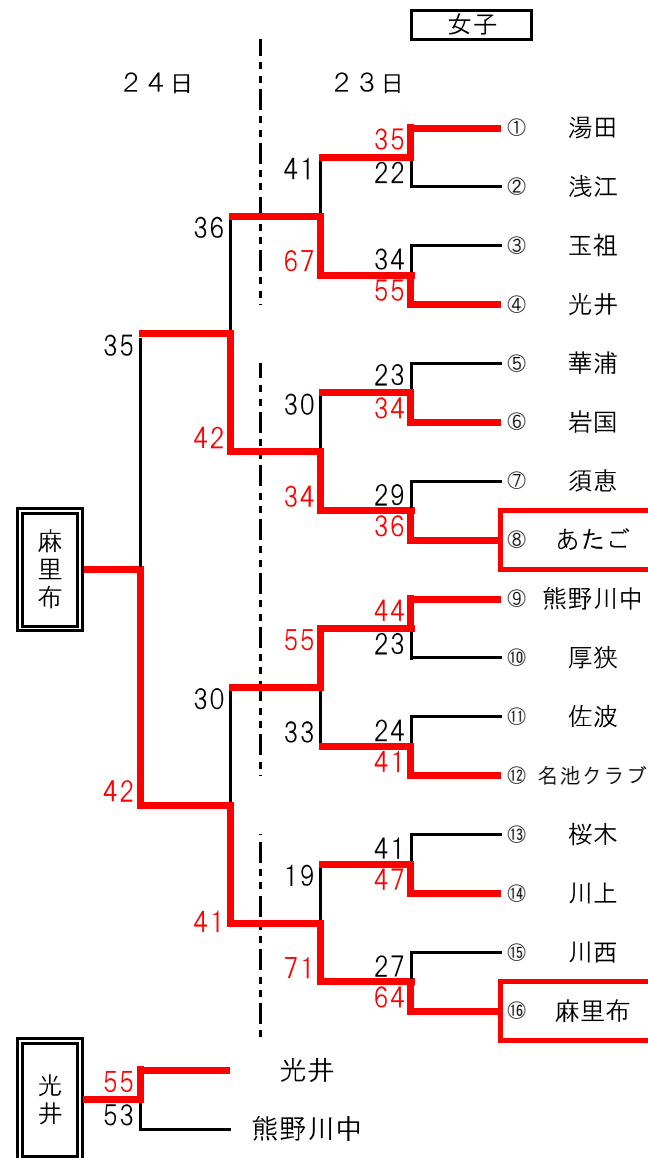 女子
２４日 ２３日
35 ① 湯田
41
22 ② 浅江
36
67 34 ③ 玉祖
55 ④ 光井
35
23 ⑤ 華浦
30
34 ⑥ 岩国
42
34 29 ⑦ 須恵
36 ⑧ あたご
麻里布
44 ⑨ 熊野川中
55
23 ⑩ 厚狭
30
33 24 ⑪ 佐波
41 ⑫ 名池クラブ
42
41 ⑬ 桜木
19
47 ⑭ 川上
41
71 27 ⑮ 川西
64 ⑯ 麻里布
光井
55 光井
53 熊野川中